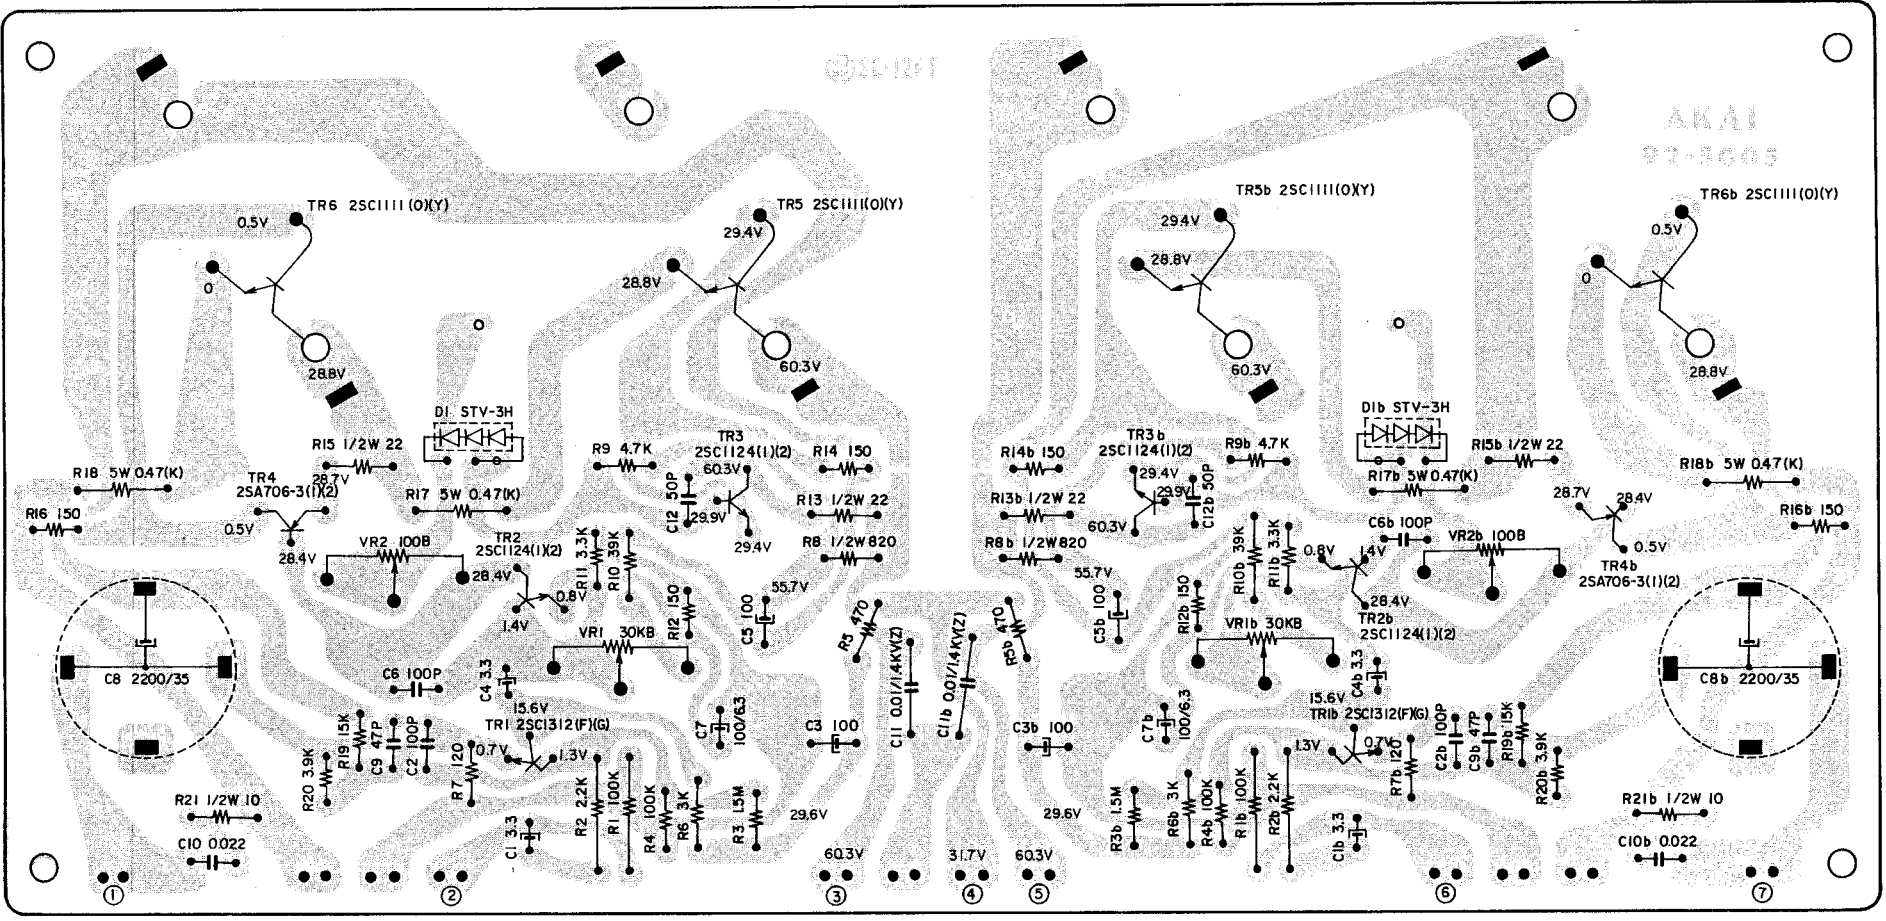 AKAI
92-5005
TR6 2SC1111(O)(Y)
0.5V
0
28.8V
TR5 2SC1111(O)(Y)
29.4V
28.8V
60.3V
TR5b 2SC1111(O)(Y)
29.4V
28.8V
60.3V
TR6b 2SC1111(O)(Y)
0.5V
0
28.8V
D1 STV-3H
R15 1/2W 22
28.7V
R18 5W 0.47(K)
TR4
2SA706-3(1)(2)
0.5V
28.4V
R16 150
R17 5W 0.47(K)
VR2 100B
R9 4.7K
TR3
2SC1124(1)(2)
60.3V
29.9V
29.4V
C12 50P
R14 150
R13 1/2W 22
R8 1/2W 820
TR2
2SC1124(1)(2)
28.4V
0.8V
1.4V
R11 3.3K
R10 39K
R12 150
C5 100
55.7V
R5 470
VR1 30KB
C8 2200/35
C6 100P
C4 3.3
15.6V
TR1 2SC1312(F)(G)
0.7V
1.3V
C7
100/6.3
C3 100
C11 0.01/1.4KV(Z)
C11b 0.01/1.4KV(Z)
R20 3.9K
R19 15K
C9 47P
C2 100P
R7 120
R21 1/2W 10
C10 0.022
C1 3.3
R2 2.2K
R1 100K
R4 100K
R6 3K
R3 1.5M
29.6V
60.3V
31.7V
60.3V
R14b 150
R13b 1/2W 22
R8b 1/2W 820
TR3b
2SC1124(1)(2)
29.4V
29.9V
60.3V
C12b 50P
R9b 4.7K
D1b STV-3H
R15b 1/2W 22
R17b 5W 0.47(K)
28.7V
28.4V
0.5V
TR4b
2SA706-3(1)(2)
R18b 5W 0.47(K)
R16b 150
C6b 100P
VR2b 100B
0.8V
1.4V
28.4V
TR2b
2SC1124(1)(2)
R10b 39K
R11b 3.3K
R12b 150
C5b 100
55.7V
R5b 470
VR1b 30KB
C4b 3.3
15.6V
TR1b 2SC1312(F)(G)
1.3V
0.7V
C7b
100/6.3
C3b 100
29.6V
R3b 1.5M
R6b 3K
R4b 100K
R1b 100K
R2b 2.2K
C1b 3.3
R7b 120
C2b 100P
C9b 47P
R19b 15K
R20b 3.9K
C8b 2200/35
R21b 1/2W 10
C10b 0.022
1
2
3
4
5
6
7